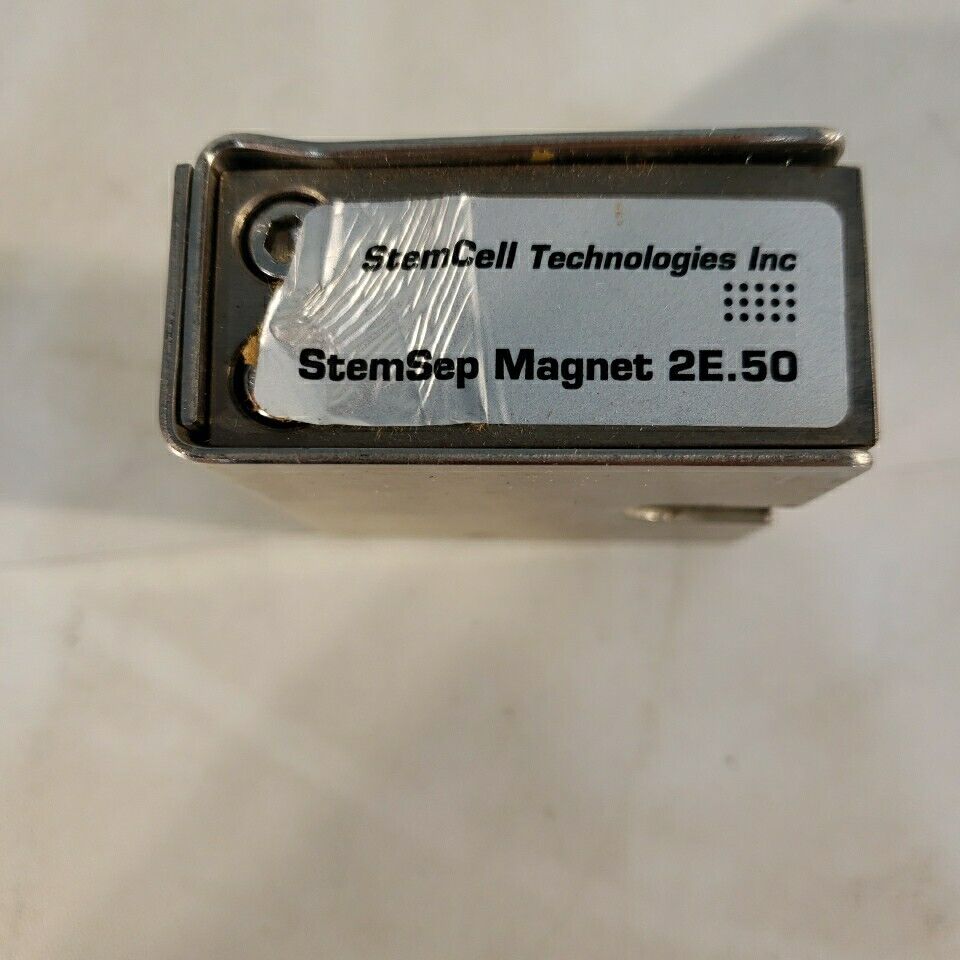 StemCell Technologies Inc
StemSep Magnet 2E.50